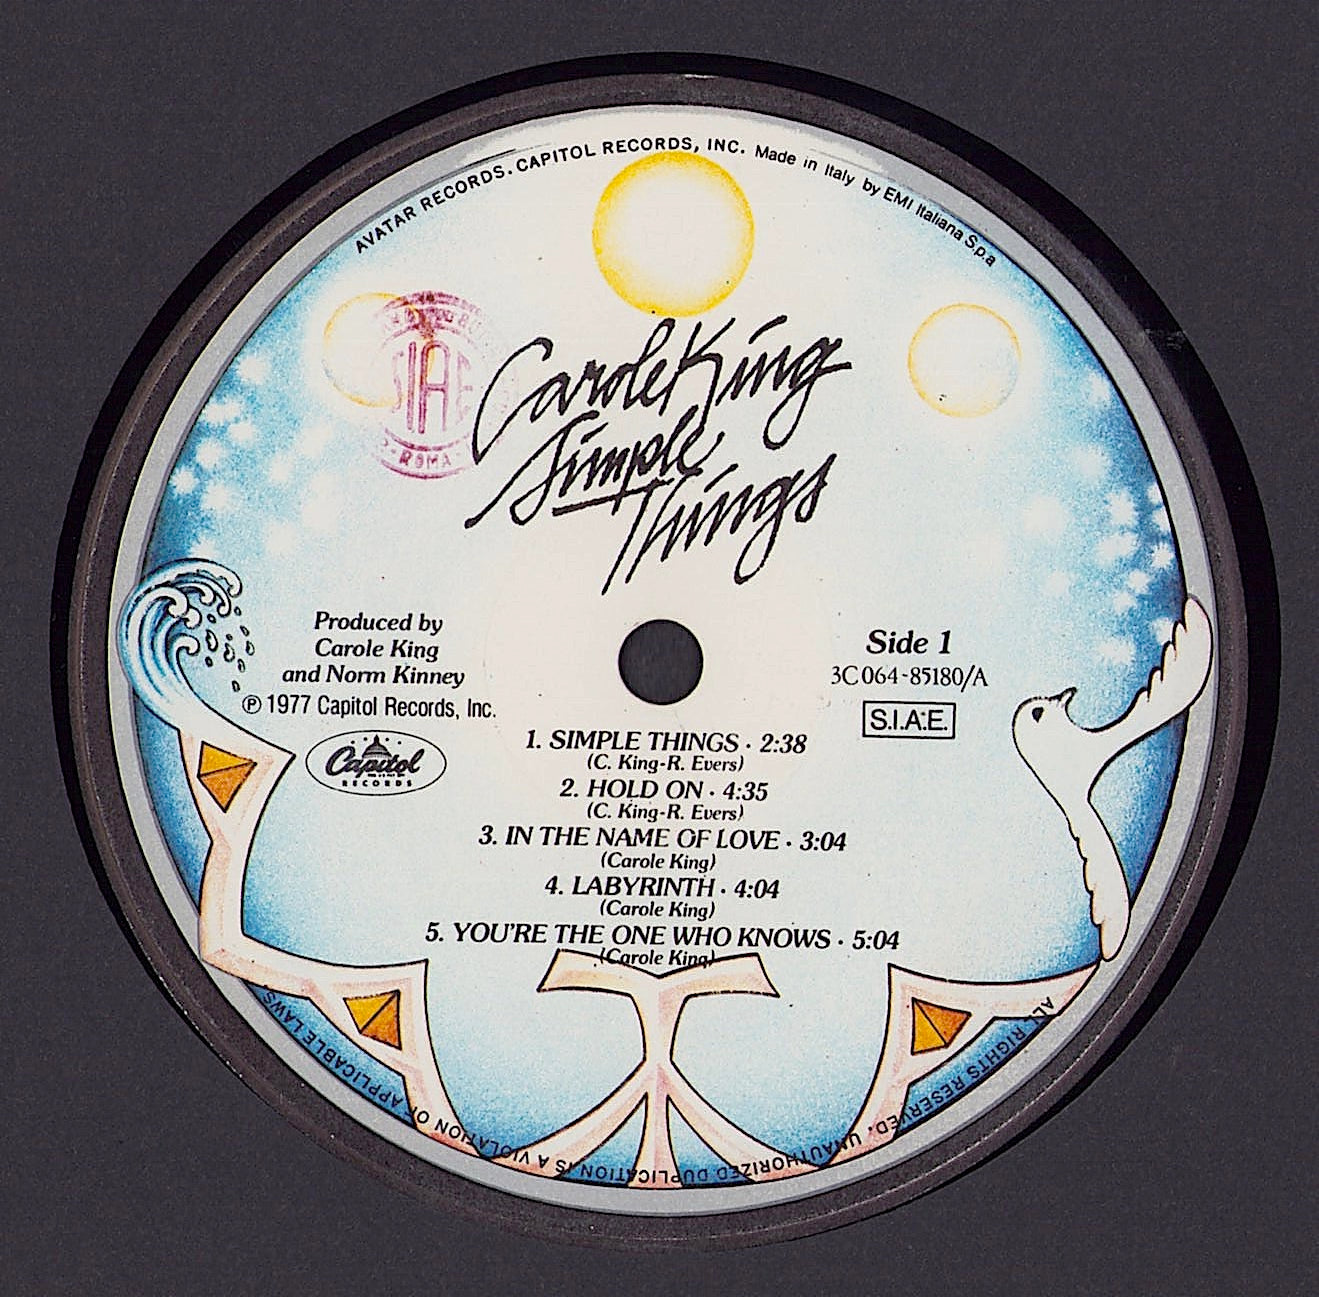 AVATAR RECORDS. CAPITOL RECORDS, INC. Made in Italy by EMI Italiana S.p.a
SIAE
ROMA
Carole King
Simple
Things
Produced by
Carole King
and Norm Kinney
℗ 1977 Capitol Records, Inc.
Capitol
RECORDS
Side 1
3C 064-85180/A
S.I.A.E.
1. SIMPLE THINGS · 2:38
(C. King-R. Evers)
2. HOLD ON · 4:35
(C. King-R. Evers)
3. IN THE NAME OF LOVE · 3:04
(Carole King)
4. LABYRINTH · 4:04
(Carole King)
5. YOU'RE THE ONE WHO KNOWS · 5:04
(Carole King)
ALL RIGHTS RESERVED. UNAUTHORIZED DUPLICATION IS A VIOLATION OF APPLICABLE LAWS